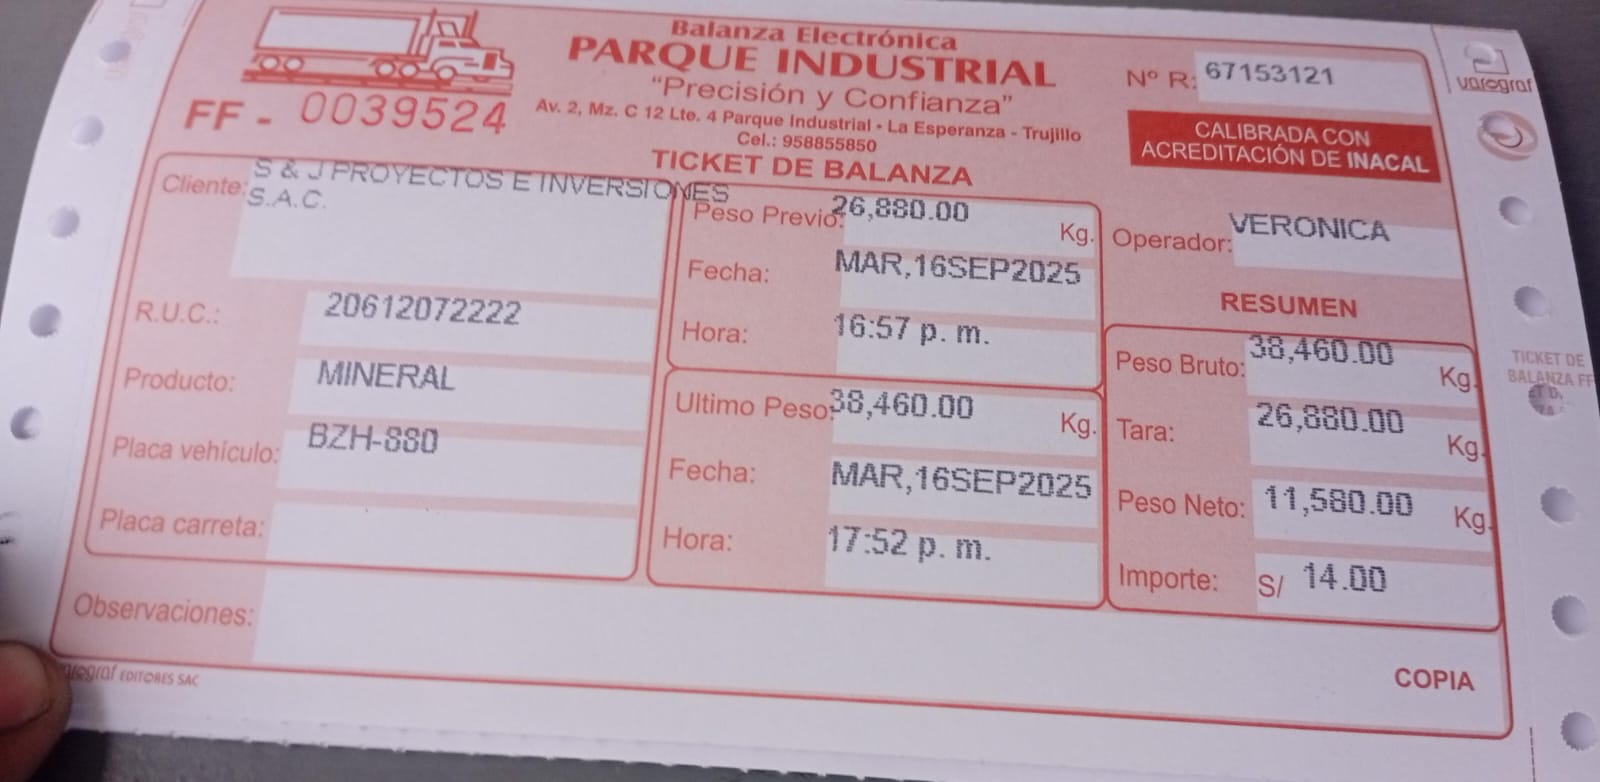 Balanza Electrónica
PARQUE INDUSTRIAL
"Precisión y Confianza"
Av. 2, Mz. C 12 Lte. 4 Parque Industrial - La Esperanza - Trujillo
Cel.: 958855850
TICKET DE BALANZA
FF - 0039524
Nº R: 67153121
CALIBRADA CON
ACREDITACIÓN DE INACAL
Cliente: S & J PROYECTOS E INVERSIONES
S.A.C.
R.U.C.: 20612072222
Producto: MINERAL
Placa vehículo: BZH-880
Placa carreta:
Observaciones:
Peso Previo: 26,880.00 Kg.
Fecha: MAR,16SEP2025
Hora: 16:57 p. m.
Ultimo Peso: 38,460.00 Kg.
Fecha: MAR,16SEP2025
Hora: 17:52 p. m.
Operador: VERONICA
RESUMEN
Peso Bruto: 38,460.00 Kg.
Tara: 26,880.00 Kg.
Peso Neto: 11,580.00 Kg.
Importe: S/ 14.00
COPIA
EDITORES SAC
varograf
TICKET DE
BALANZA FF